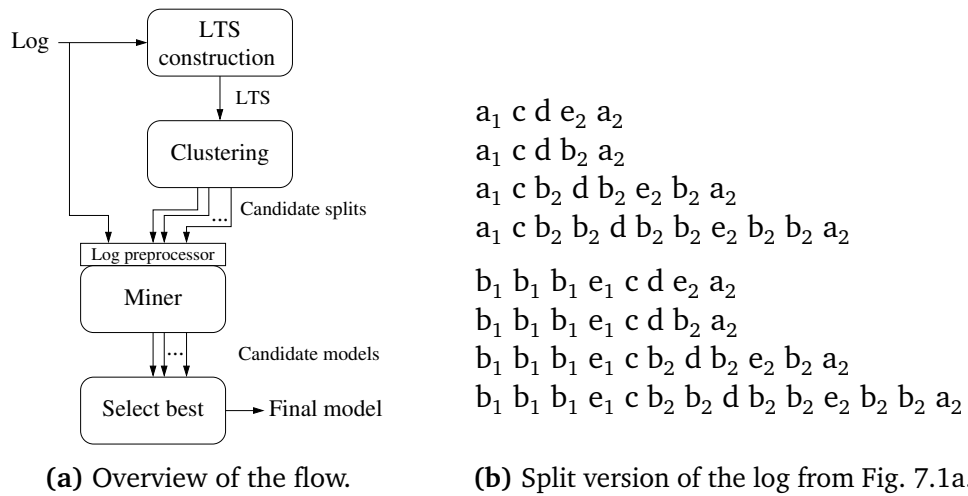 Log
LTS
construction
LTS
Clustering
...
Candidate splits
Log preprocessor
Miner
...
Candidate models
Select best
Final model
(a) Overview of the flow.
a₁ c d e₂ a₂
a₁ c d b₂ a₂
a₁ c b₂ d b₂ e₂ b₂ a₂
a₁ c b₂ b₂ d b₂ b₂ e₂ b₂ b₂ a₂
b₁ b₁ b₁ e₁ c d e₂ a₂
b₁ b₁ b₁ e₁ c d b₂ a₂
b₁ b₁ b₁ e₁ c b₂ d b₂ e₂ b₂ a₂
b₁ b₁ b₁ e₁ c b₂ b₂ d b₂ b₂ e₂ b₂ b₂ a₂
(b) Split version of the log from Fig. 7.1a.